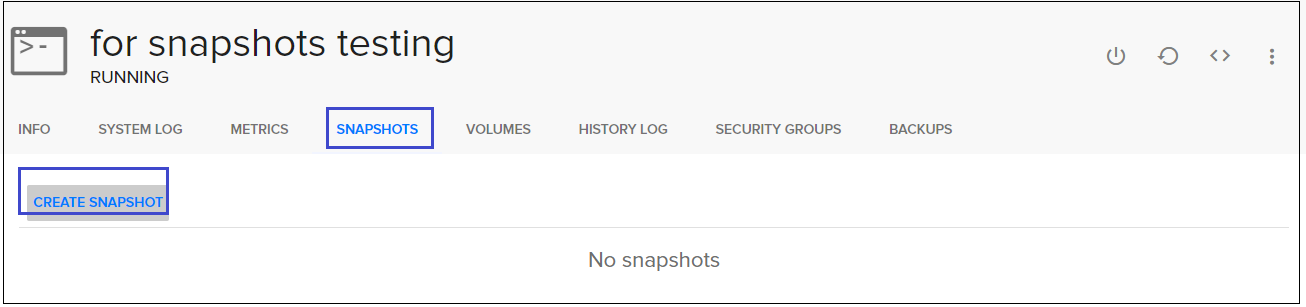 for snapshots testing
RUNNING
INFO SYSTEM LOG METRICS SNAPSHOTS VOLUMES HISTORY LOG SECURITY GROUPS BACKUPS
CREATE SNAPSHOT
No snapshots